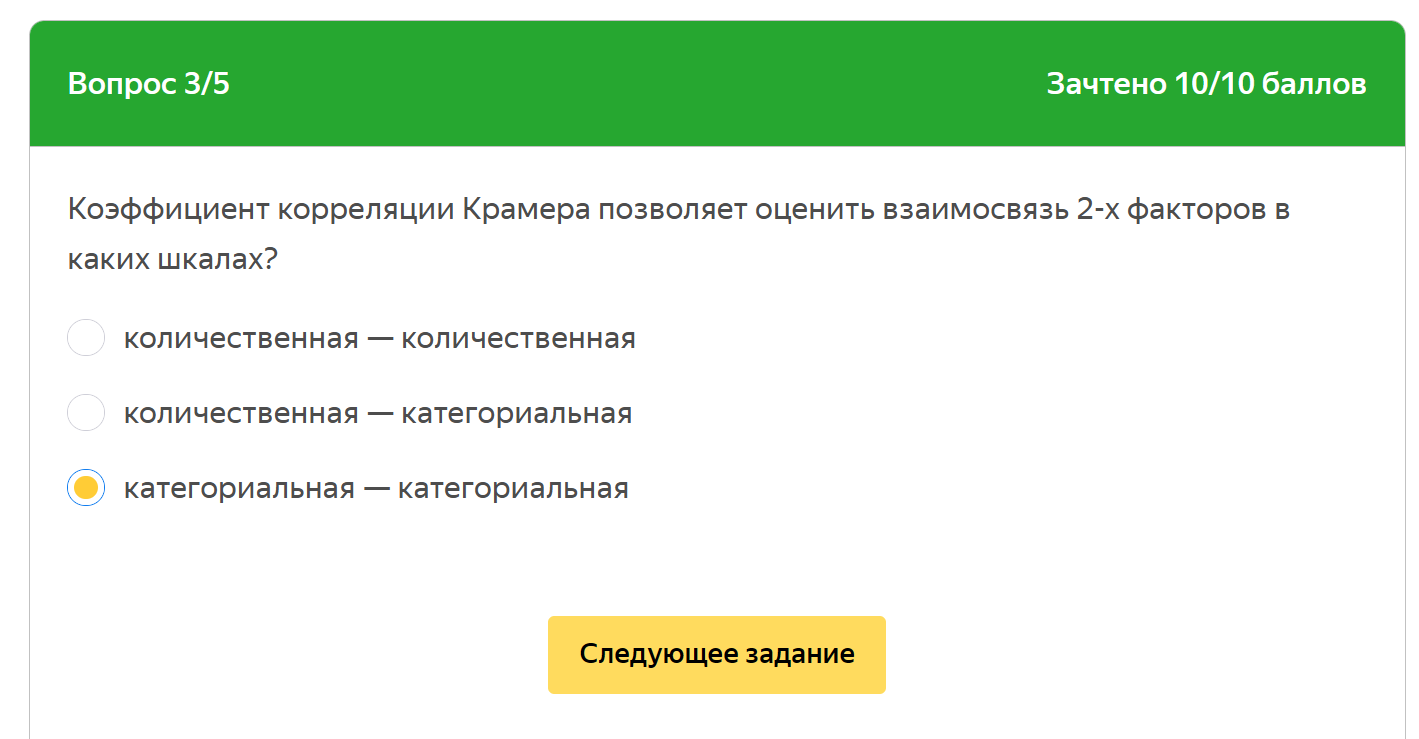 Вопрос 3/5
Зачтено 10/10 баллов
Коэффициент корреляции Крамера позволяет оценить взаимосвязь 2-х факторов в
каких шкалах?
количественная — количественная
количественная — категориальная
категориальная — категориальная
Следующее задание